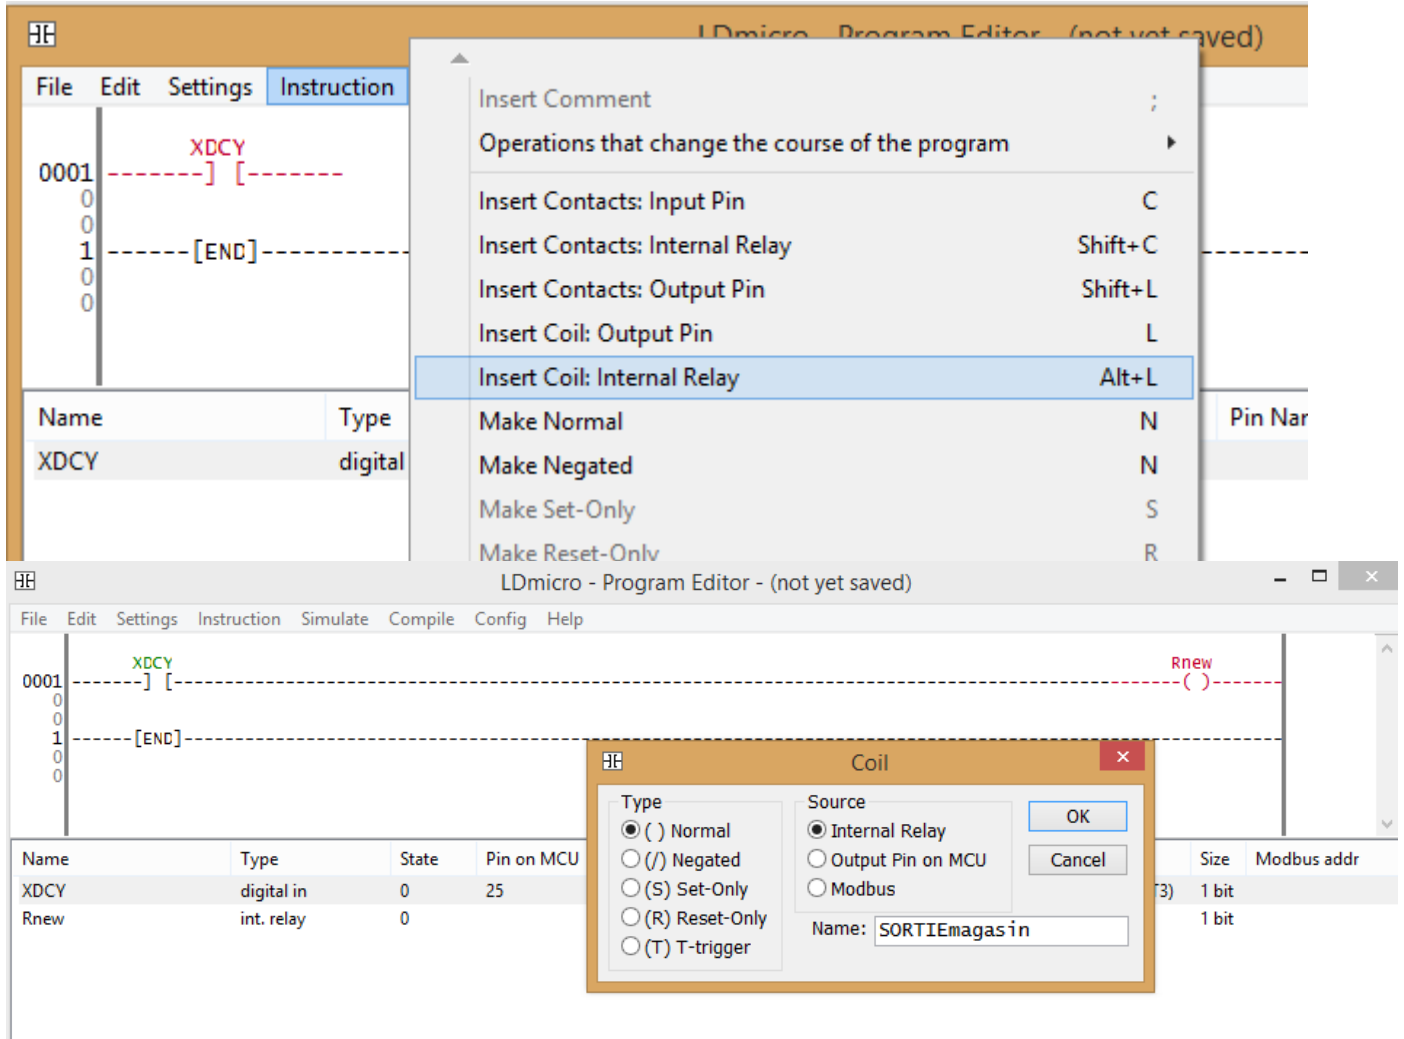 LDmicro - Program Editor - (not yet saved)
File Edit Settings Instruction
Insert Comment ;
Operations that change the course of the program
XDCY
0001 -------] [-------
0
0
1 ------[END]----------
0
0
Insert Contacts: Input Pin C
Insert Contacts: Internal Relay Shift+C
Insert Contacts: Output Pin Shift+L
Insert Coil: Output Pin L
Insert Coil: Internal Relay Alt+L
Make Normal N
Make Negated N
Make Set-Only S
Make Reset-Only R
Name Type Pin Nar
XDCY digital
LDmicro - Program Editor - (not yet saved)
File Edit Settings Instruction Simulate Compile Config Help
XDCY Rnew
0001 -------] [-------( )-------
0
0
1 ------[END]------
0
0
Coil
Type
( ) Normal
(/) Negated
(S) Set-Only
(R) Reset-Only
(T) T-trigger
Source
Internal Relay
Output Pin on MCU
Modbus
Name: SORTIEmagasin
OK
Cancel
Name Type State Pin on MCU Size Modbus addr
XDCY digital in 0 25 T3) 1 bit
Rnew int. relay 0 1 bit